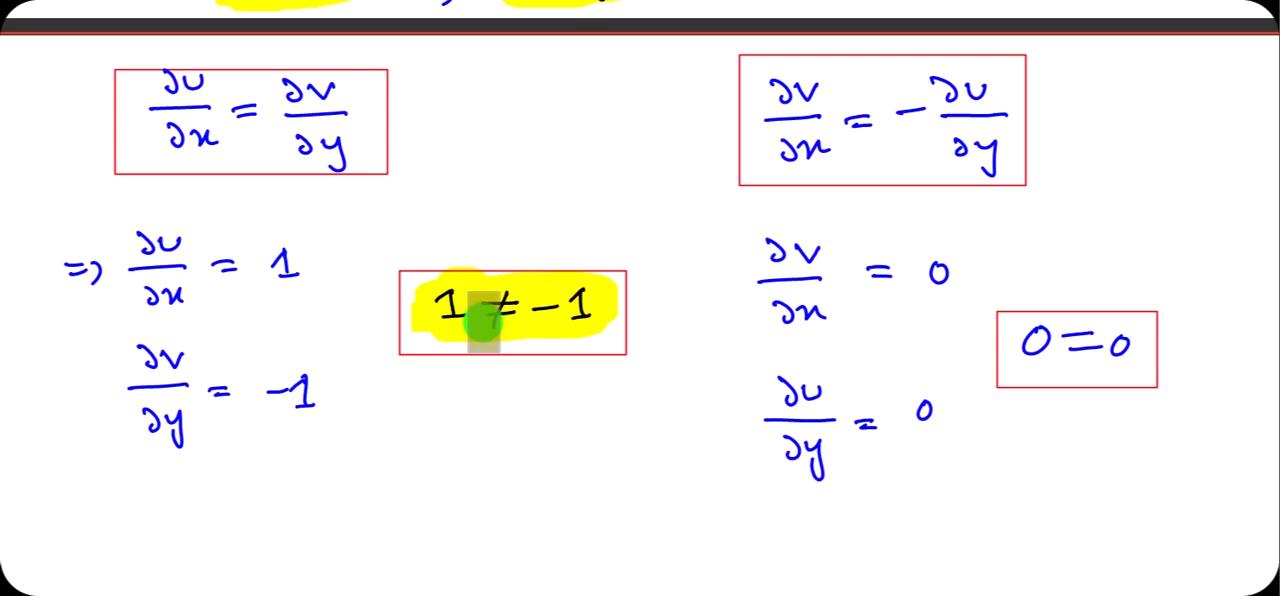 ∂u/∂x = ∂v/∂y
∂v/∂x = -∂u/∂y
=> ∂u/∂x = 1
∂v/∂y = -1
1 ≠ -1
∂v/∂x = 0
∂u/∂y = 0
0 = 0